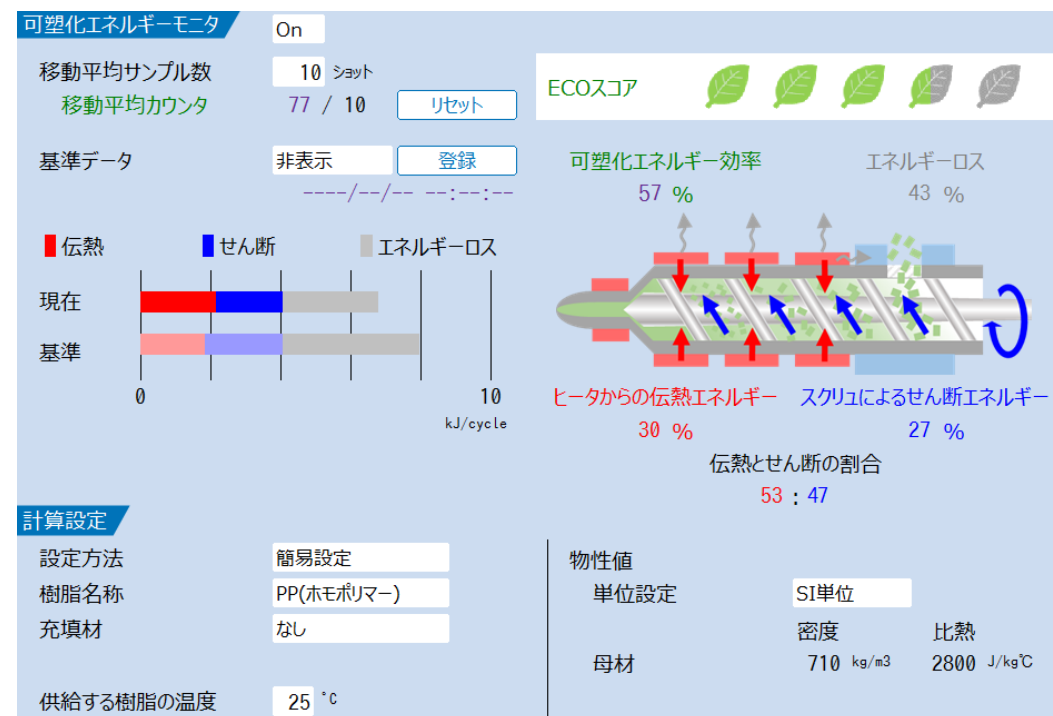 可塑化エネルギーモニタ On
移動平均サンプル数 10 ショット
移動平均カウンタ 77 / 10 リセット
ECOスコア
基準データ 非表示 登録
----/--/-- --:--:--
可塑化エネルギー効率 エネルギーロス
57 % 43 %
伝熱 せん断 エネルギーロス
現在
基準
0 10
kJ/cycle
ヒータからの伝熱エネルギー スクリュによるせん断エネルギー
30 % 27 %
伝熱とせん断の割合
53 : 47
計算設定
設定方法 簡易設定
樹脂名称 PP(ホモポリマー)
充填材 なし
供給する樹脂の温度 25 °C
物性値
単位設定 SI単位
密度 比熱
母材 710 kg/m3 2800 J/kg℃